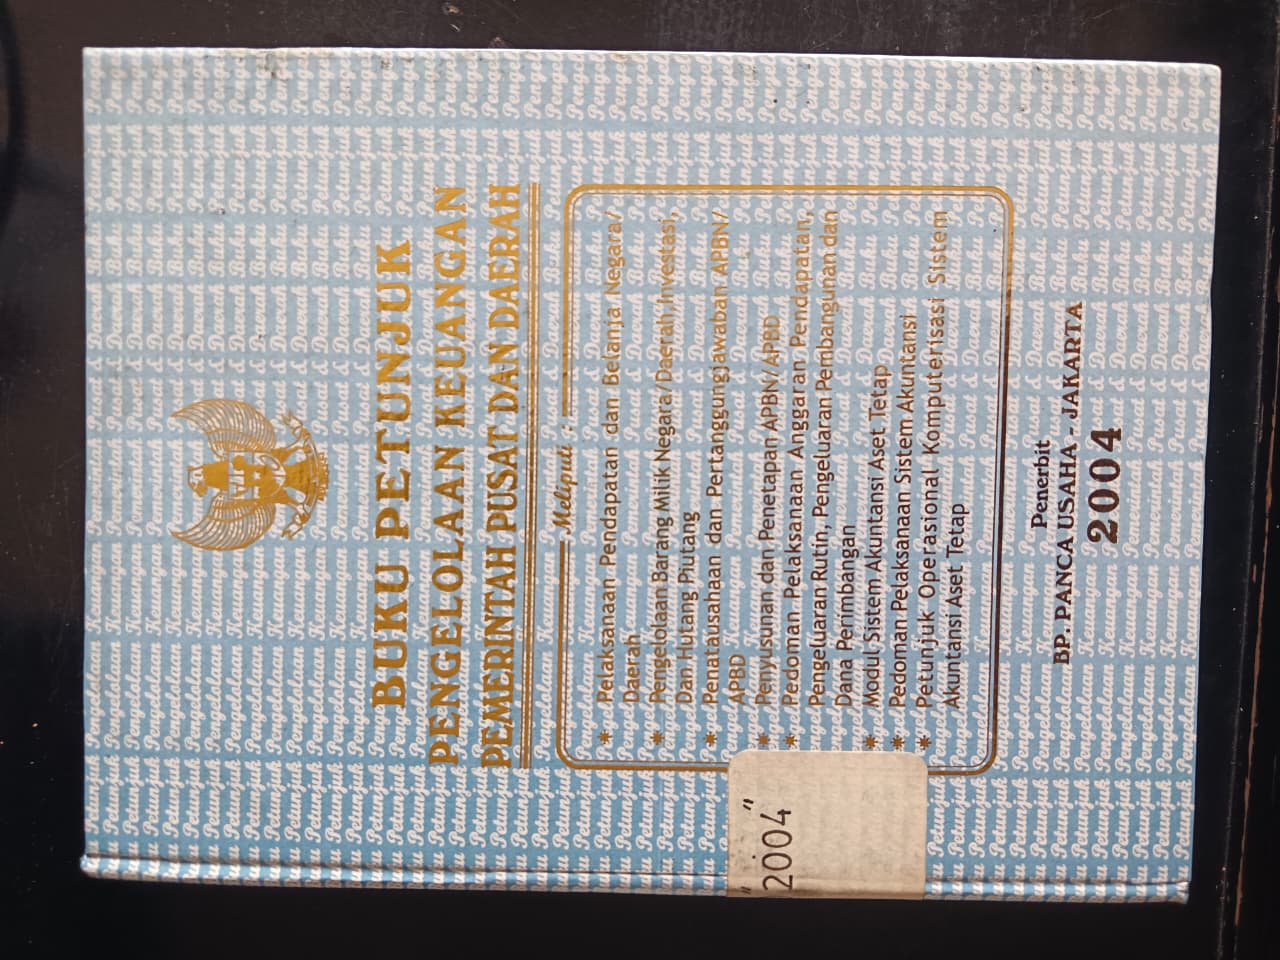 BUKU PETUNJUK
PENGELOLAAN KEUANGAN
PEMERINTAH PUSAT DAN DAERAH
Meliputi :
* Pelaksanaan Pendapatan dan Belanja Negara/
Daerah
* Pengelolaan Barang Milik Negara/Daerah,Investasi,
Dan Hutang Piutang
* Penatausahaan dan Pertanggungjawaban APBN/
APBD
* Penyusunan dan Penetapan APBN/APBD
* Pedoman Pelaksanaan Anggaran Pendapatan,
Pengeluaran Rutin, Pengeluaran Pembangunan dan
Dana Perimbangan
* Modul Sistem Akuntansi Aset Tetap
* Pedoman Pelaksanaan Sistem Akuntansi
* Petunjuk Operasional Komputerisasi Sistem
Akuntansi Aset Tetap
Penerbit
BP. PANCA USAHA - JAKARTA
2004
"2004"